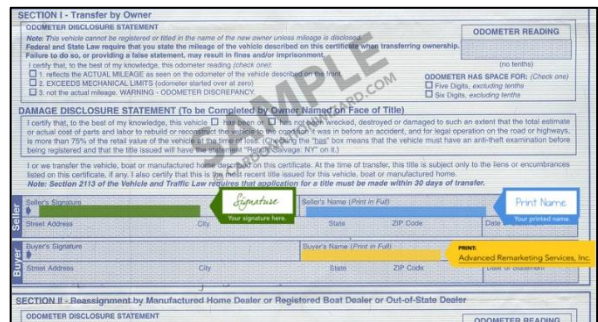 SECTION I - Transfer by Owner
ODOMETER DISCLOSURE STATEMENT
ODOMETER READING
Note: This vehicle cannot be registered or titled in the name of the new owner unless mileage is disclosed.
Federal and State Law require that you state the mileage of the vehicle described on this certificate when transferring ownership.
Failure to do so, or providing a false statement, may result in fines and/or imprisonment.
I certify that, to the best of my knowledge, this odometer reading (check one):
(no tenths)
1. reflects the ACTUAL MILEAGE as seen on the odometer of the vehicle described on the front.
2. EXCEEDS MECHANICAL LIMITS (odometer started over at zero)
3. is not the actual mileage. WARNING - ODOMETER DISCREPANCY.
ODOMETER HAS SPACE FOR: (Check one)
Five Digits, excluding tenths
Six Digits, excluding tenths
SAMPLE
DAMAGE DISCLOSURE STATEMENT (To be Completed by Owner Named on Face of Title)
I certify that, to the best of my knowledge, this vehicle has been or has not been wrecked, destroyed or damaged to such an extent that the total estimate
or actual cost of parts and labor to rebuild or reconstruct the vehicle to the condition it was in before an accident, and for legal operation on the road or highways,
is more than 75% of the retail value of the vehicle at the time of loss. (Checking the "has" box means that the vehicle must have an anti-theft examination before
being registered and that the title issued will have the statement "Rebuilt Salvage: NY" on it.)
I or we transfer the vehicle, boat or manufactured home described on this certificate. At the time of transfer, this title is subject only to the liens or encumbrances
listed on this certificate, if any. I also certify that this is the most recent title issued for this vehicle, boat or manufactured home.
Note: Section 2113 of the Vehicle and Traffic Law requires that application for a title must be made within 30 days of transfer.
Seller
Seller's Signature
Signature
Your signature here.
Seller's Name (Print in Full)
Print Name
Your printed name.
Street Address
City
State
ZIP Code
Buyer
Buyer's Signature
Buyer's Name (Print in Full)
PRINT:
Advanced Remarketing Services, Inc.
Street Address
City
State
ZIP Code
Date of Statement
SECTION II - Reassignment by Manufactured Home Dealer or Registered Boat Dealer or Out-of-State Dealer
ODOMETER DISCLOSURE STATEMENT
ODOMETER READING